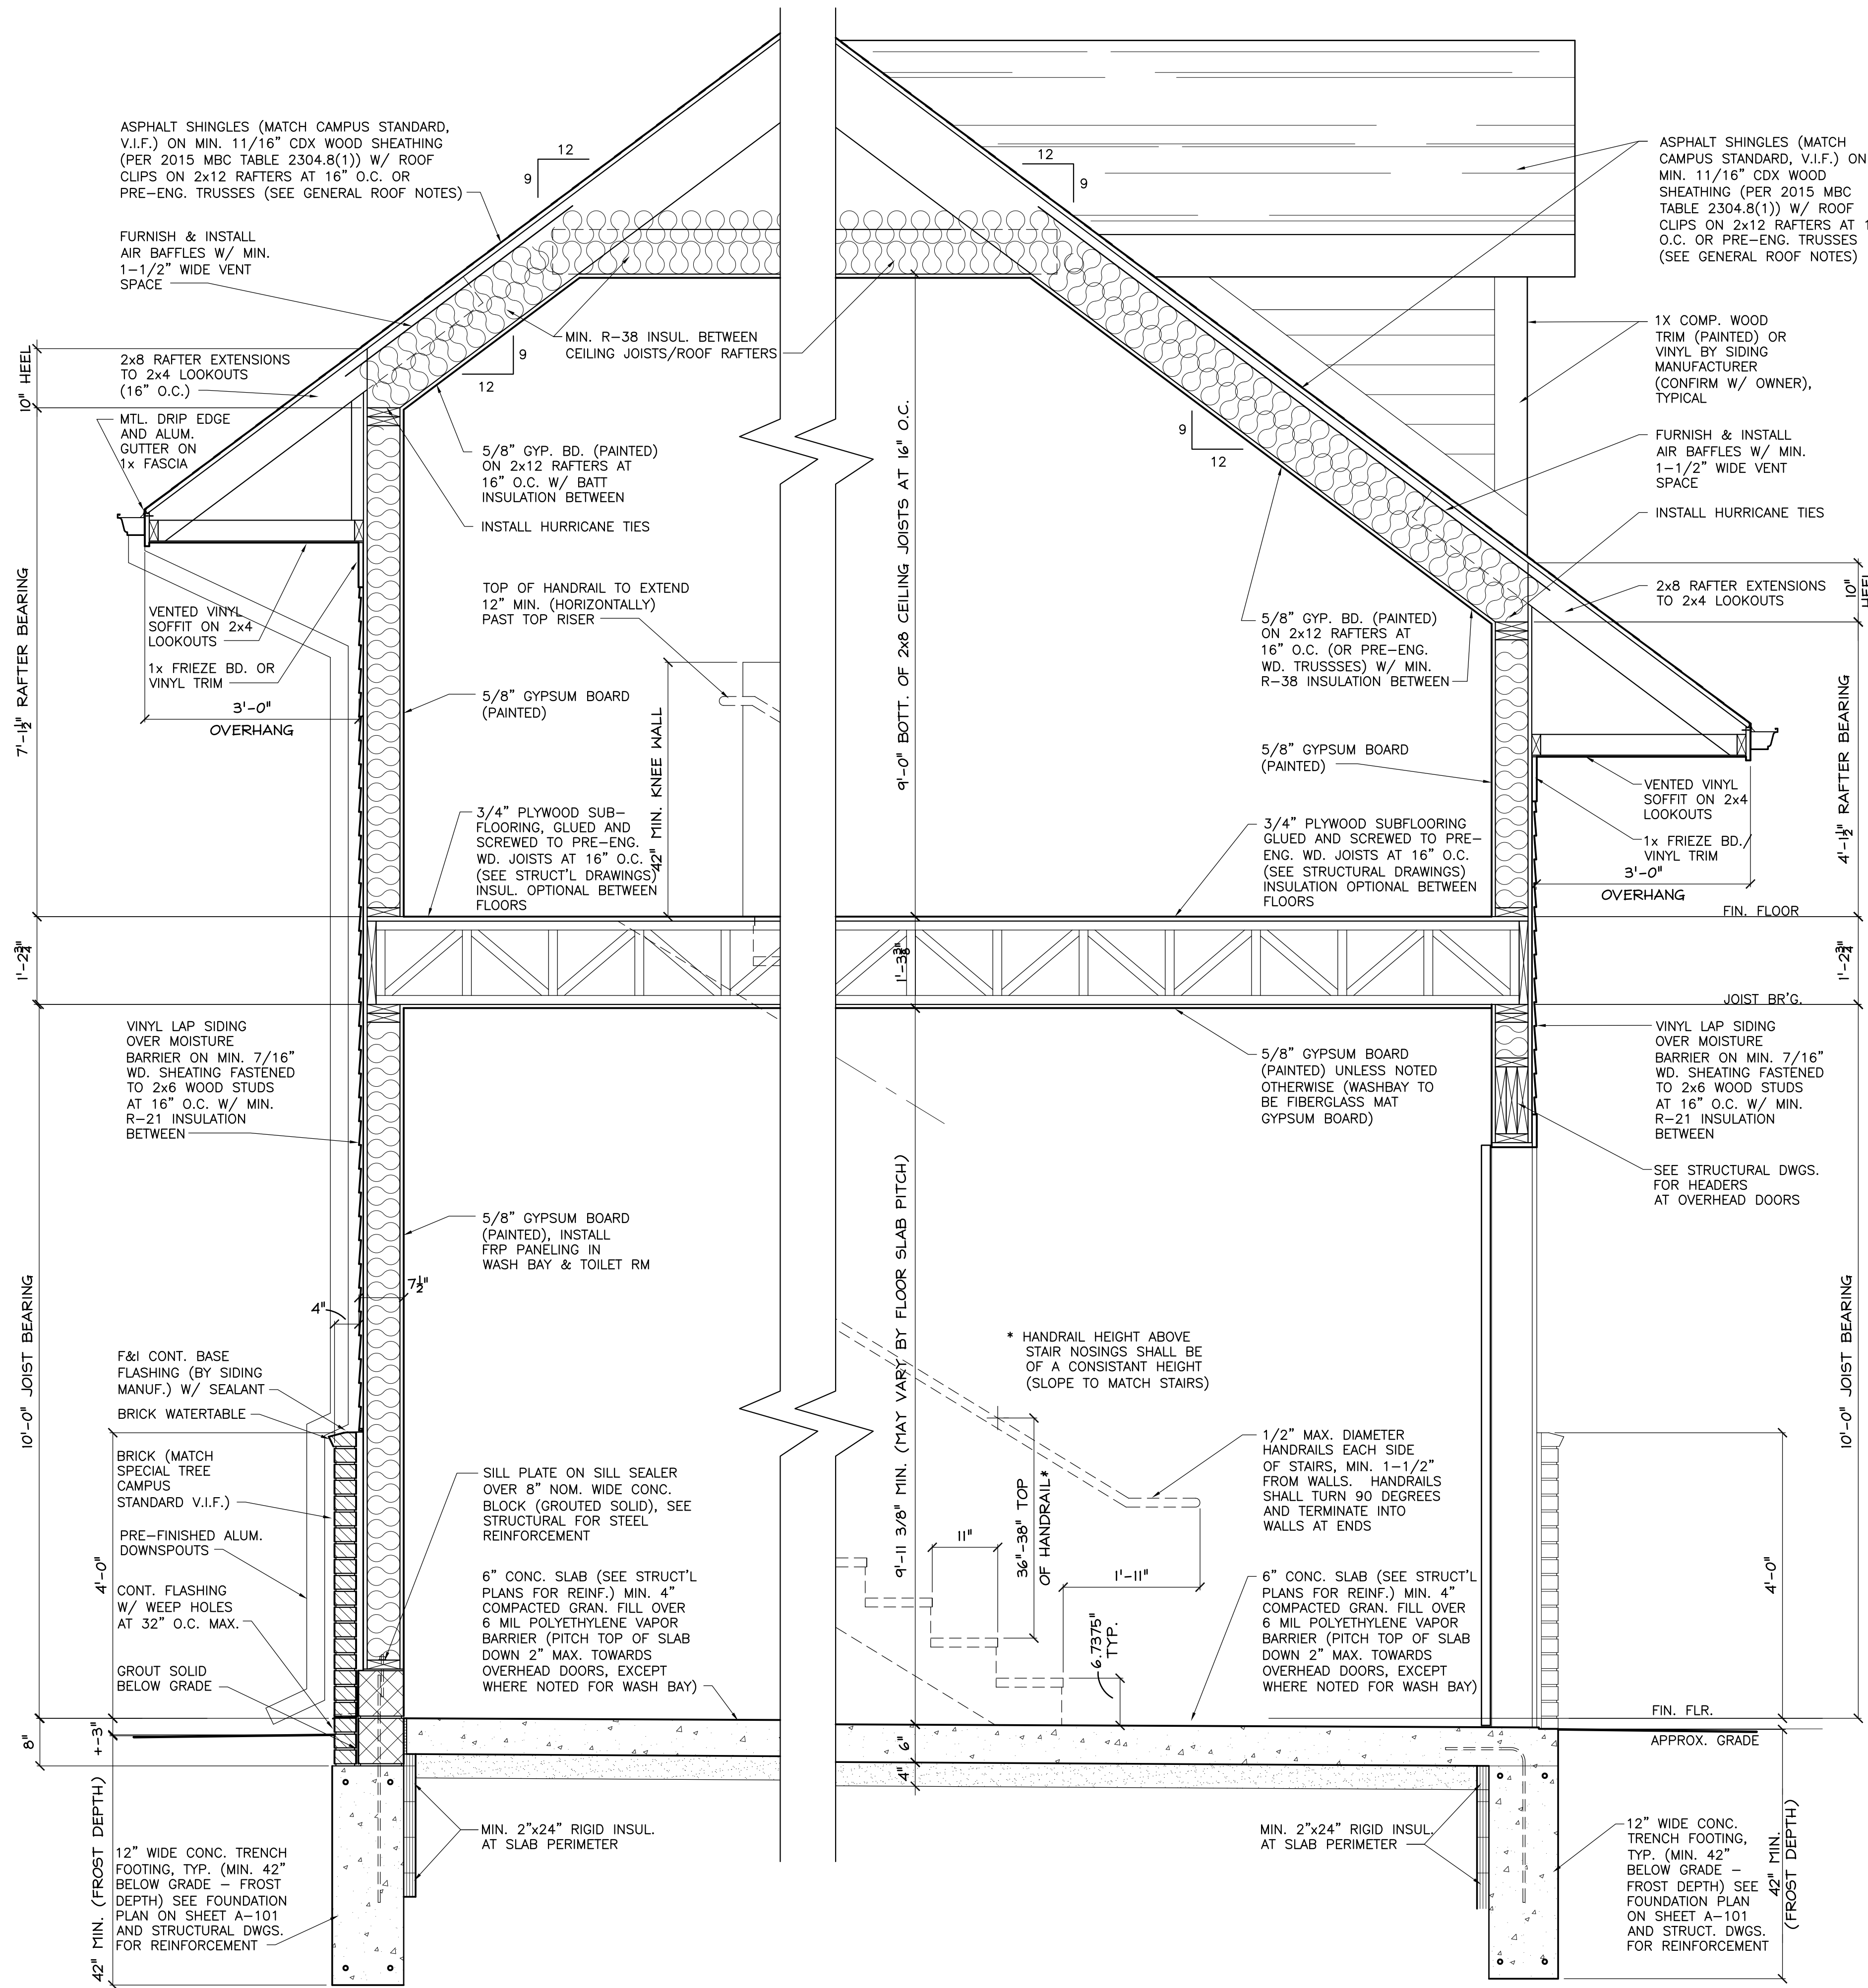 ASPHALT SHINGLES (MATCH CAMPUS STANDARD,
V.I.F.) ON MIN. 11/16" CDX WOOD SHEATHING
(PER 2015 MBC TABLE 2304.8(1)) W/ ROOF
CLIPS ON 2x12 RAFTERS AT 16" O.C. OR
PRE-ENG. TRUSSES (SEE GENERAL ROOF NOTES)
FURNISH & INSTALL
AIR BAFFLES W/ MIN.
1-1/2" WIDE VENT
SPACE
2x8 RAFTER EXTENSIONS
TO 2x4 LOOKOUTS
(16" O.C.)
MTL. DRIP EDGE
AND ALUM.
GUTTER ON
1x FASCIA
10" HEEL
7'-1½" RAFTER BEARING
12
9
9
12
MIN. R-38 INSUL. BETWEEN
CEILING JOISTS/ROOF RAFTERS
5/8" GYP. BD. (PAINTED)
ON 2x12 RAFTERS AT
16" O.C. W/ BATT
INSULATION BETWEEN
INSTALL HURRICANE TIES
TOP OF HANDRAIL TO EXTEND
12" MIN. (HORIZONTALLY)
PAST TOP RISER
VENTED VINYL
SOFFIT ON 2x4
LOOKOUTS
1x FRIEZE BD. OR
VINYL TRIM
3'-0"
OVERHANG
5/8" GYPSUM BOARD
(PAINTED)
42" MIN. KNEE WALL
3/4" PLYWOOD SUB-
FLOORING, GLUED AND
SCREWED TO PRE-ENG.
WD. JOISTS AT 16" O.C.
(SEE STRUCT'L DRAWINGS)
INSUL. OPTIONAL BETWEEN
FLOORS
1'-2¾"
10'-0" JOIST BEARING
VINYL LAP SIDING
OVER MOISTURE
BARRIER ON MIN. 7/16"
WD. SHEATING FASTENED
TO 2x6 WOOD STUDS
AT 16" O.C. W/ MIN.
R-21 INSULATION
BETWEEN
5/8" GYPSUM BOARD
(PAINTED), INSTALL
FRP PANELING IN
WASH BAY & TOILET RM
7½"
4"
F&I CONT. BASE
FLASHING (BY SIDING
MANUF.) W/ SEALANT
BRICK WATERTABLE
BRICK (MATCH
SPECIAL TREE
CAMPUS
STANDARD V.I.F.)
PRE-FINISHED ALUM.
DOWNSPOUTS
CONT. FLASHING
W/ WEEP HOLES
AT 32" O.C. MAX.
GROUT SOLID
BELOW GRADE
4'-0"
8"
+-3"
42" MIN. (FROST DEPTH)
12" WIDE CONC. TRENCH
FOOTING, TYP. (MIN. 42"
BELOW GRADE - FROST
DEPTH) SEE FOUNDATION
PLAN ON SHEET A-101
AND STRUCTURAL DWGS.
FOR REINFORCEMENT
SILL PLATE ON SILL SEALER
OVER 8" NOM. WIDE CONC.
BLOCK (GROUTED SOLID), SEE
STRUCTURAL FOR STEEL
REINFORCEMENT
6" CONC. SLAB (SEE STRUCT'L
PLANS FOR REINF.) MIN. 4"
COMPACTED GRAN. FILL OVER
6 MIL POLYETHYLENE VAPOR
BARRIER (PITCH TOP OF SLAB
DOWN 2" MAX. TOWARDS
OVERHEAD DOORS, EXCEPT
WHERE NOTED FOR WASH BAY)
MIN. 2"x24" RIGID INSUL.
AT SLAB PERIMETER
12
9
9'-0" BOTT. OF 2x8 CEILING JOISTS AT 16" O.C.
1'-3⅜"
9'-11 3/8" MIN. (MAY VARY BY FLOOR SLAB PITCH)
6"
4"
9
12
ASPHALT SHINGLES (MATCH
CAMPUS STANDARD, V.I.F.) ON
MIN. 11/16" CDX WOOD
SHEATHING (PER 2015 MBC
TABLE 2304.8(1)) W/ ROOF
CLIPS ON 2x12 RAFTERS AT 1
O.C. OR PRE-ENG. TRUSSES
(SEE GENERAL ROOF NOTES)
1X COMP. WOOD
TRIM (PAINTED) OR
VINYL BY SIDING
MANUFACTURER
(CONFIRM W/ OWNER),
TYPICAL
FURNISH & INSTALL
AIR BAFFLES W/ MIN.
1-1/2" WIDE VENT
SPACE
INSTALL HURRICANE TIES
2x8 RAFTER EXTENSIONS
TO 2x4 LOOKOUTS
10"
HEEL
4'-1½" RAFTER BEARING
5/8" GYP. BD. (PAINTED)
ON 2x12 RAFTERS AT
16" O.C. (OR PRE-ENG.
WD. TRUSSSES) W/ MIN.
R-38 INSULATION BETWEEN
5/8" GYPSUM BOARD
(PAINTED)
VENTED VINYL
SOFFIT ON 2x4
LOOKOUTS
1x FRIEZE BD./
VINYL TRIM
3'-0"
OVERHANG
3/4" PLYWOOD SUBFLOORING
GLUED AND SCREWED TO PRE-
ENG. WD. JOISTS AT 16" O.C.
(SEE STRUCTURAL DRAWINGS)
INSULATION OPTIONAL BETWEEN
FLOORS
FIN. FLOOR
1'-2¾"
JOIST BR'G.
5/8" GYPSUM BOARD
(PAINTED) UNLESS NOTED
OTHERWISE (WASHBAY TO
BE FIBERGLASS MAT
GYPSUM BOARD)
VINYL LAP SIDING
OVER MOISTURE
BARRIER ON MIN. 7/16"
WD. SHEATING FASTENED
TO 2x6 WOOD STUDS
AT 16" O.C. W/ MIN.
R-21 INSULATION
BETWEEN
SEE STRUCTURAL DWGS.
FOR HEADERS
AT OVERHEAD DOORS
10'-0" JOIST BEARING
* HANDRAIL HEIGHT ABOVE
STAIR NOSINGS SHALL BE
OF A CONSISTANT HEIGHT
(SLOPE TO MATCH STAIRS)
1/2" MAX. DIAMETER
HANDRAILS EACH SIDE
OF STAIRS, MIN. 1-1/2"
FROM WALLS. HANDRAILS
SHALL TURN 90 DEGREES
AND TERMINATE INTO
WALLS AT ENDS
11"
36"-38" TOP
OF HANDRAIL*
1'-11"
6.7375"
TYP.
6" CONC. SLAB (SEE STRUCT'L
PLANS FOR REINF.) MIN. 4"
COMPACTED GRAN. FILL OVER
6 MIL POLYETHYLENE VAPOR
BARRIER (PITCH TOP OF SLAB
DOWN 2" MAX. TOWARDS
OVERHEAD DOORS, EXCEPT
WHERE NOTED FOR WASH BAY)
4'-0"
FIN. FLR.
APPROX. GRADE
MIN. 2"x24" RIGID INSUL.
AT SLAB PERIMETER
12" WIDE CONC.
TRENCH FOOTING,
TYP. (MIN. 42"
BELOW GRADE -
FROST DEPTH) SEE
FOUNDATION PLAN
ON SHEET A-101
AND STRUCT. DWGS.
FOR REINFORCEMENT
42" MIN.
(FROST DEPTH)